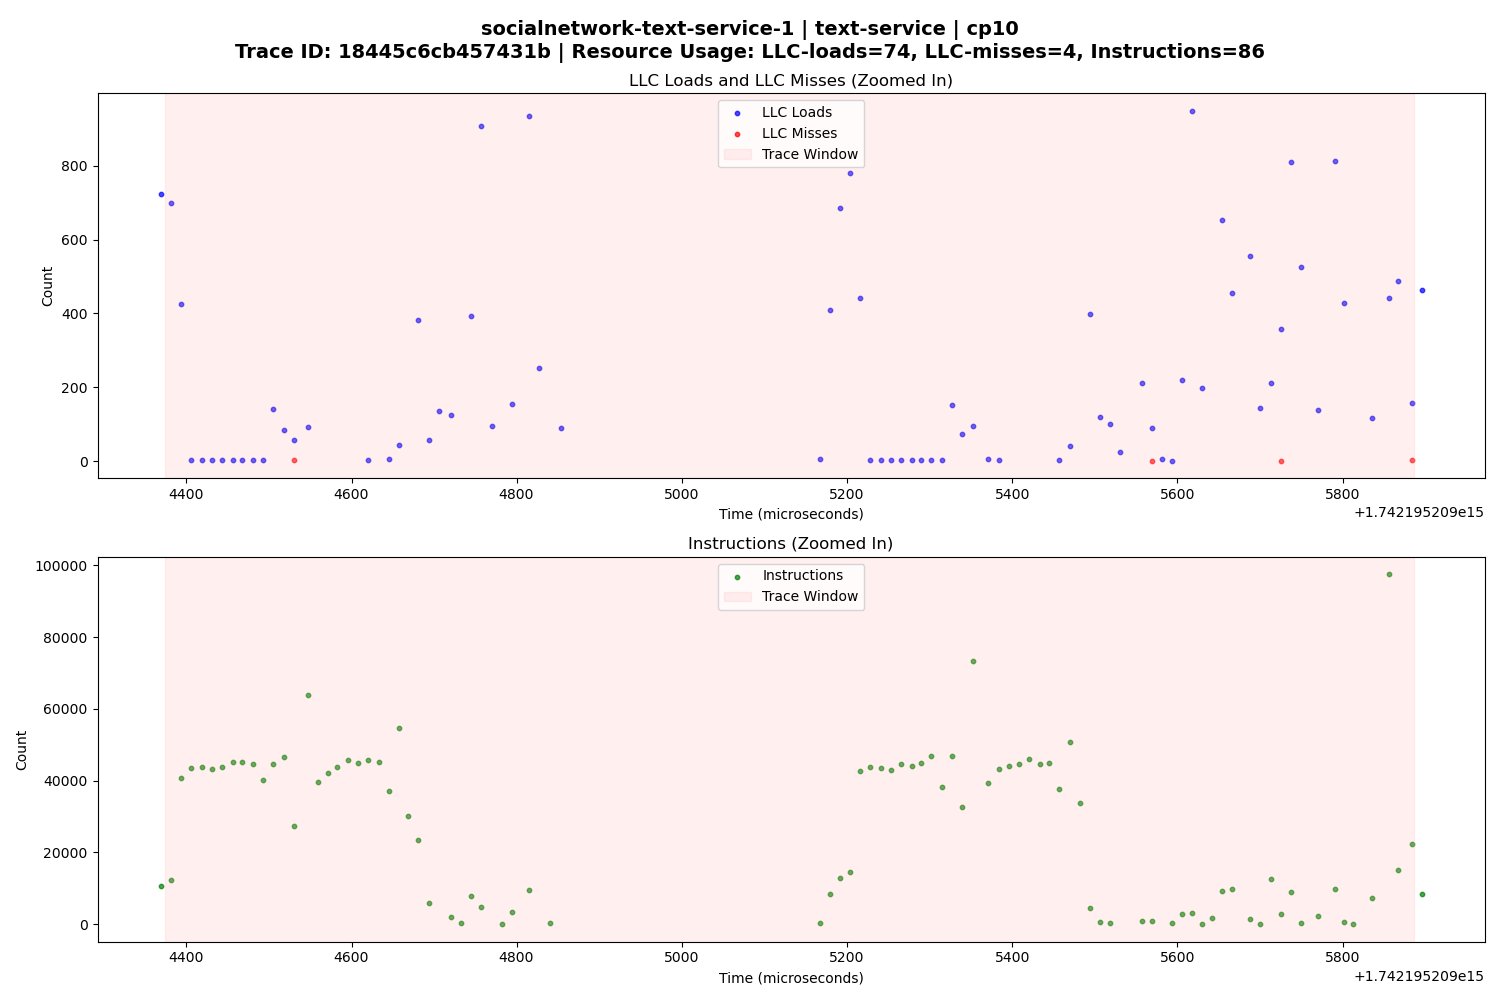 socialnetwork-text-service-1 | text-service | cp10
Trace ID: 18445c6cb457431b | Resource Usage: LLC-loads=74, LLC-misses=4, Instructions=86
LLC Loads and LLC Misses (Zoomed In)
LLC Loads
LLC Misses
Trace Window
Count
800
600
400
200
0
4400 4600 4800 5000 5200 5400 5600 5800
Time (microseconds)
+1.742195209e15
Instructions (Zoomed In)
Instructions
Trace Window
Count
100000
80000
60000
40000
20000
0
4400 4600 4800 5000 5200 5400 5600 5800
Time (microseconds)
+1.742195209e15